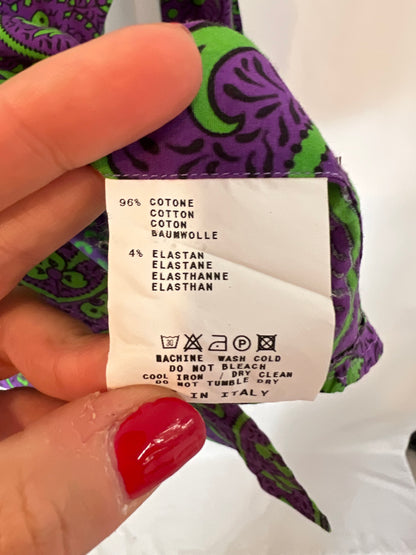 96% COTONE
COTTON
COTON
BAUMWOLLE
4% ELASTAN
ELASTANE
ELASTHANNE
ELASTHAN
30 P
MACHINE WASH COLD
DO NOT BLEACH
COOL IRON / DRY CLEAN
DO NOT TUMBLE DRY
IN ITALY